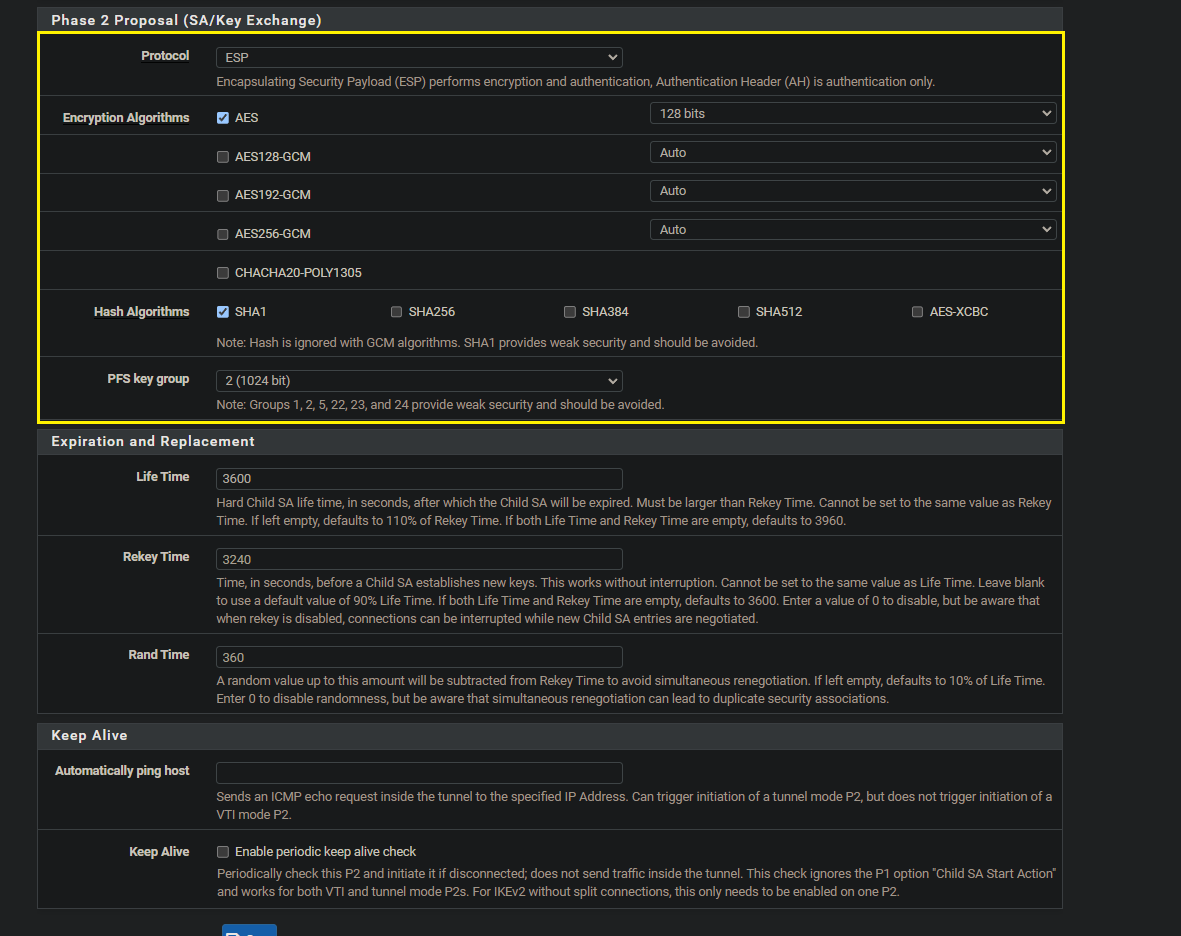 Phase 2 Proposal (SA/Key Exchange)
Protocol
ESP
Encapsulating Security Payload (ESP) performs encryption and authentication, Authentication Header (AH) is authentication only.
Encryption Algorithms
AES
128 bits
AES128-GCM
Auto
AES192-GCM
Auto
AES256-GCM
Auto
CHACHA20-POLY1305
Hash Algorithms
SHA1
SHA256
SHA384
SHA512
AES-XCBC
Note: Hash is ignored with GCM algorithms. SHA1 provides weak security and should be avoided.
PFS key group
2 (1024 bit)
Note: Groups 1, 2, 5, 22, 23, and 24 provide weak security and should be avoided.
Expiration and Replacement
Life Time
3600
Hard Child SA life time, in seconds, after which the Child SA will be expired. Must be larger than Rekey Time. Cannot be set to the same value as Rekey
Time. If left empty, defaults to 110% of Rekey Time. If both Life Time and Rekey Time are empty, defaults to 3960.
Rekey Time
3240
Time, in seconds, before a Child SA establishes new keys. This works without interruption. Cannot be set to the same value as Life Time. Leave blank
to use a default value of 90% Life Time. If both Life Time and Rekey Time are empty, defaults to 3600. Enter a value of 0 to disable, but be aware that
when rekey is disabled, connections can be interrupted while new Child SA entries are negotiated.
Rand Time
360
A random value up to this amount will be subtracted from Rekey Time to avoid simultaneous renegotiation. If left empty, defaults to 10% of Life Time.
Enter 0 to disable randomness, but be aware that simultaneous renegotiation can lead to duplicate security associations.
Keep Alive
Automatically ping host
Sends an ICMP echo request inside the tunnel to the specified IP Address. Can trigger initiation of a tunnel mode P2, but does not trigger initiation of a
VTI mode P2.
Keep Alive
Enable periodic keep alive check
Periodically check this P2 and initiate it if disconnected; does not send traffic inside the tunnel. This check ignores the P1 option "Child SA Start Action"
and works for both VTI and tunnel mode P2s. For IKEv2 without split connections, this only needs to be enabled on one P2.